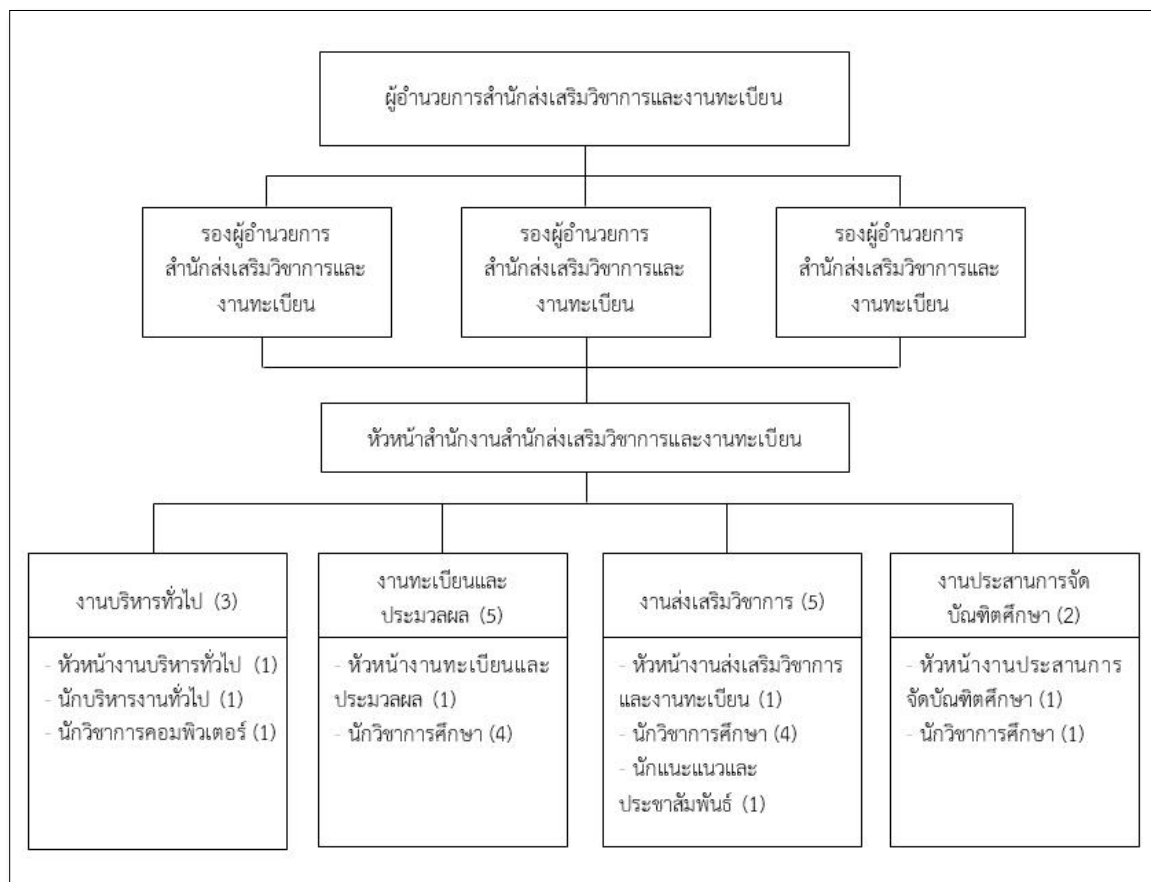 ผู้อำนวยการสำนักส่งเสริมวิชาการและงานทะเบียน
รองผู้อำนวยการ
สำนักส่งเสริมวิชาการและ
งานทะเบียน
รองผู้อำนวยการ
สำนักส่งเสริมวิชาการและ
งานทะเบียน
รองผู้อำนวยการ
สำนักส่งเสริมวิชาการและ
งานทะเบียน
หัวหน้าสำนักงานสำนักส่งเสริมวิชาการและงานทะเบียน
งานบริหารทั่วไป (3)
- หัวหน้างานบริหารทั่วไป (1)
- นักบริหารงานทั่วไป (1)
- นักวิชาการคอมพิวเตอร์ (1)
งานทะเบียนและ
ประมวลผล (5)
- หัวหน้างานทะเบียนและ
ประมวลผล (1)
- นักวิชาการศึกษา (4)
งานส่งเสริมวิชาการ (5)
- หัวหน้างานส่งเสริมวิชาการ
และงานทะเบียน (1)
- นักวิชาการศึกษา (4)
- นักแนะแนวและ
ประชาสัมพันธ์ (1)
งานประสานการจัด
บัณฑิตศึกษา (2)
- หัวหน้างานประสานการ
จัดบัณฑิตศึกษา (1)
- นักวิชาการศึกษา (1)